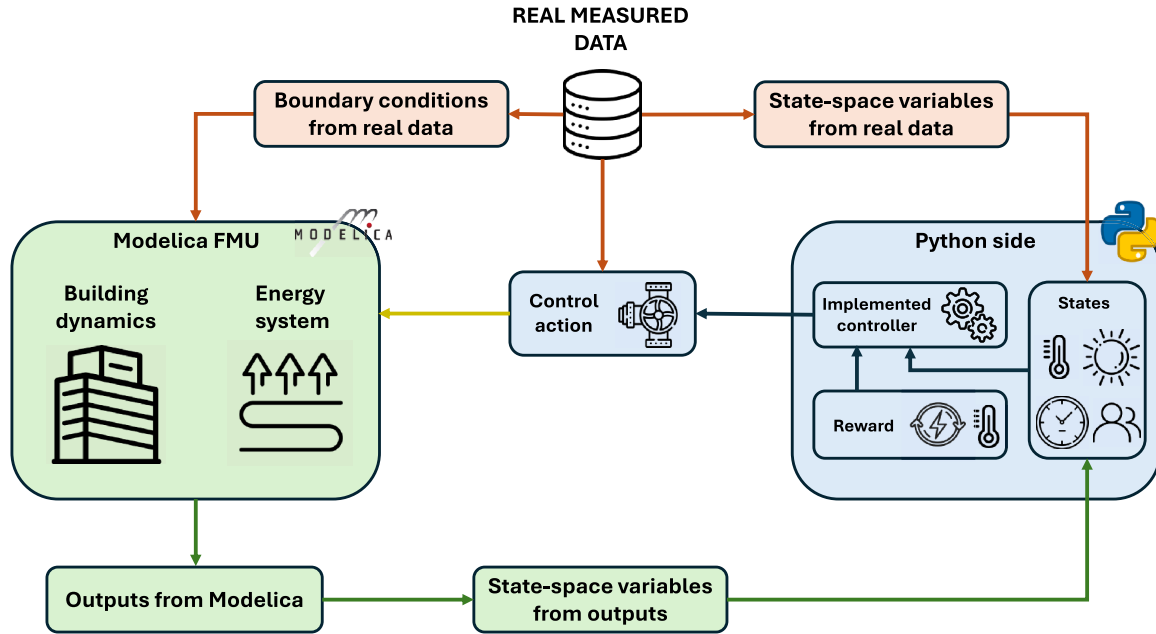 REAL MEASURED
DATA
Boundary conditions
from real data
State-space variables
from real data
Modelica FMU
MODELICA
Building
dynamics
Energy
system
Control
action
Python side
Implemented
controller
States
Reward
Outputs from Modelica
State-space variables
from outputs